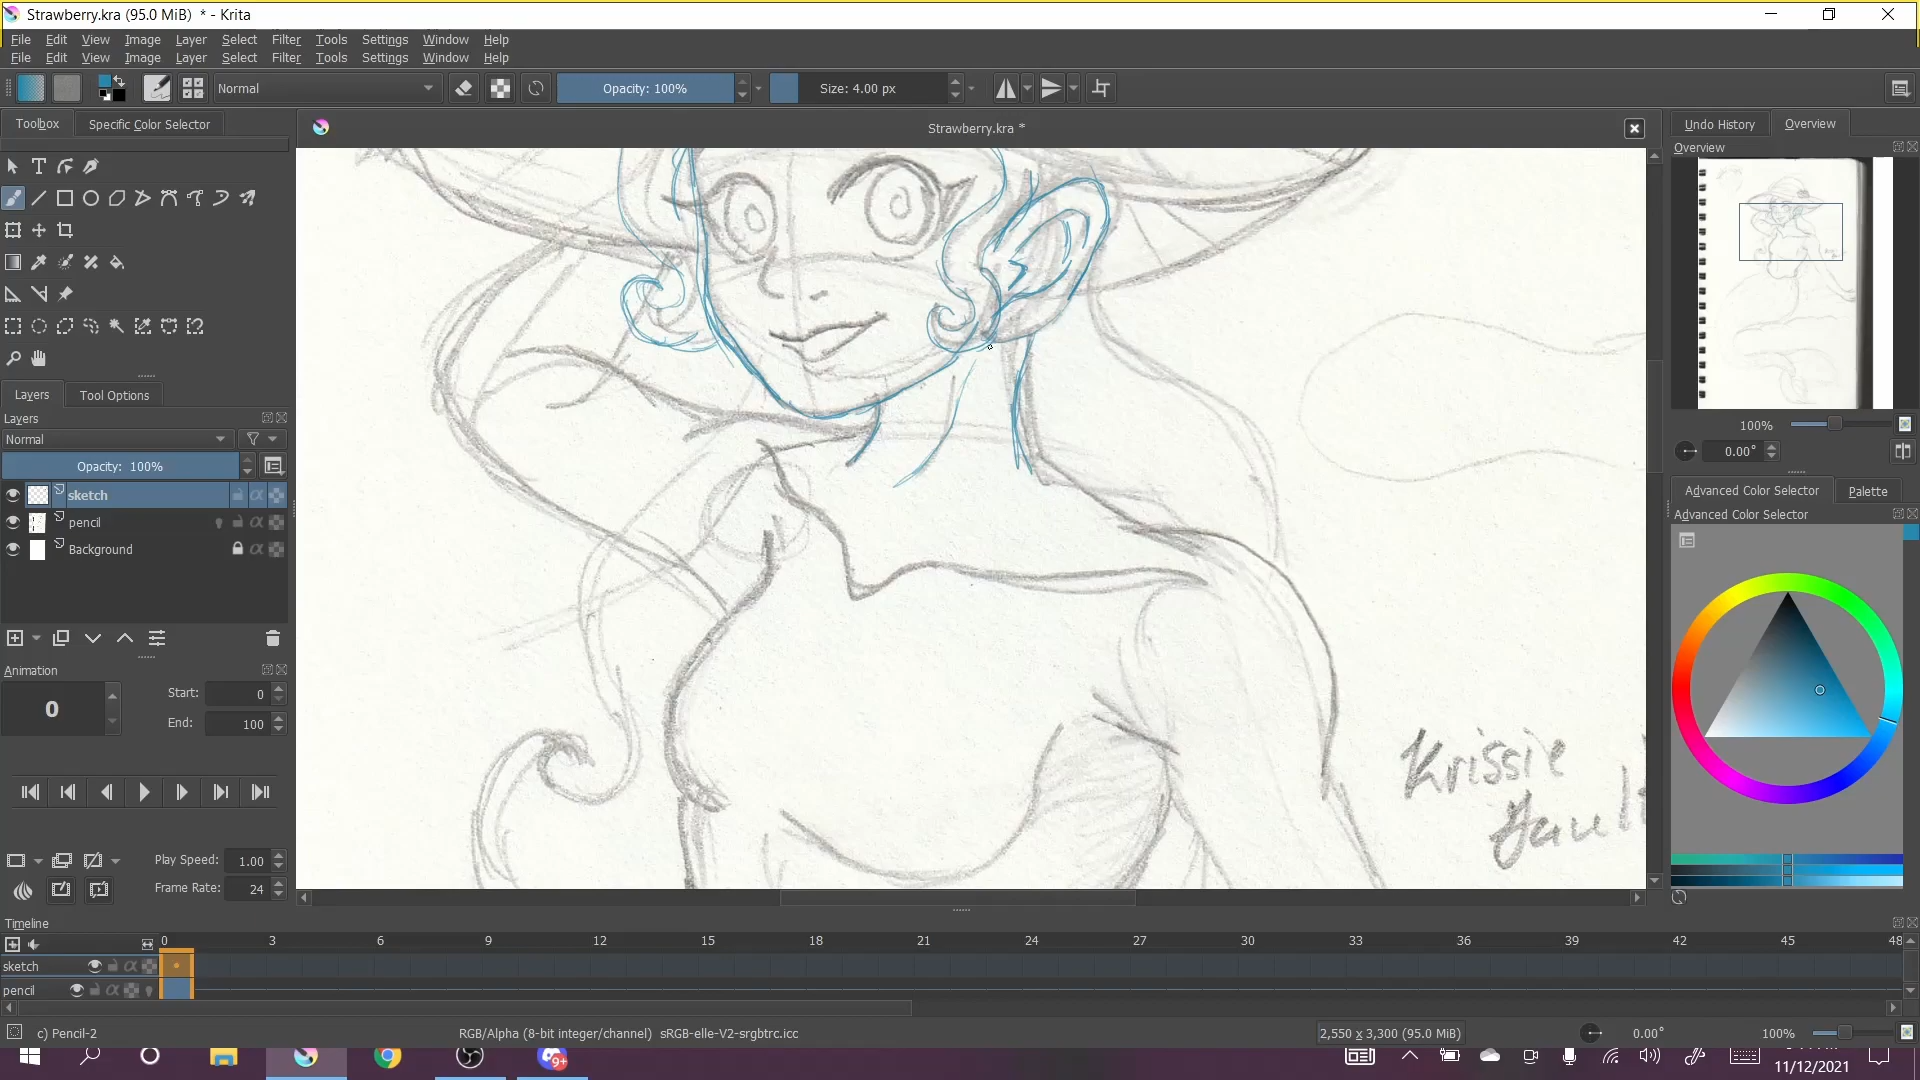 Strawberry.kra (95.0 MiB) * - Krita
File Edit View Image Layer Select Filter Tools Settings Window Help
File Edit View Image Layer Select Filter Tools Settings Window Help
Normal
Opacity: 100%
Size: 4.00 px
Toolbox
Specific Color Selector
Strawberry.kra *
Undo History
Overview
Overview
100%
0.00°
Layers
Tool Options
Layers
Normal
Opacity: 100%
sketch
pencil
Background
Advanced Color Selector
Palette
Advanced Color Selector
Animation
0
Start: 0
End: 100
Krissie
Play Speed: 1.00
Frame Rate: 24
Timeline
0 3 6 9 12 15 18 21 24 27 30 33 36 39 42 45 48
sketch
pencil
c) Pencil-2
RGB/Alpha (8-bit integer/channel) sRGB-elle-V2-srgbtrc.icc
2,550 x 3,300 (95.0 MiB)
0.00°
100%
9+
11/12/2021